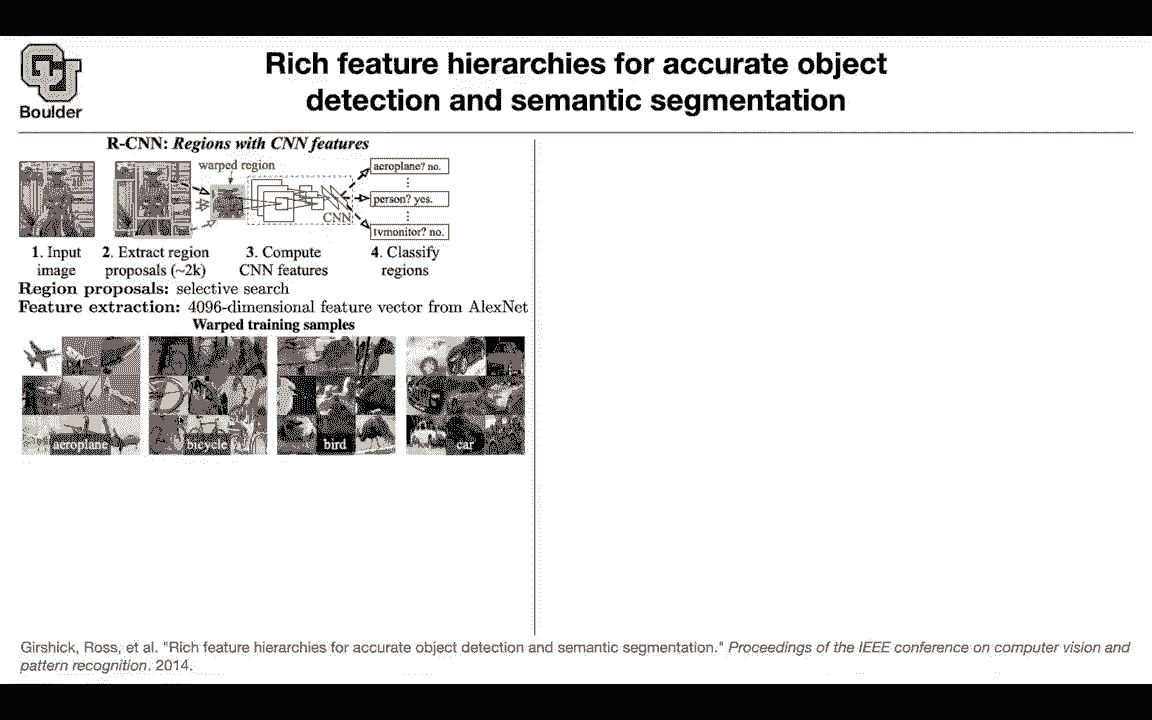 Boulder
Rich feature hierarchies for accurate object
detection and semantic segmentation
R-CNN: Regions with CNN features
warped region
aeroplane? no.
person? yes.
CNN
tvmonitor? no.
1. Input
image
2. Extract region
proposals (~2k)
3. Compute
CNN features
4. Classify
regions
Region proposals: selective search
Feature extraction: 4096-dimensional feature vector from AlexNet
Warped training samples
aeroplane
bicycle
bird
car
Girshick, Ross, et al. "Rich feature hierarchies for accurate object detection and semantic segmentation." Proceedings of the IEEE conference on computer vision and
pattern recognition. 2014.